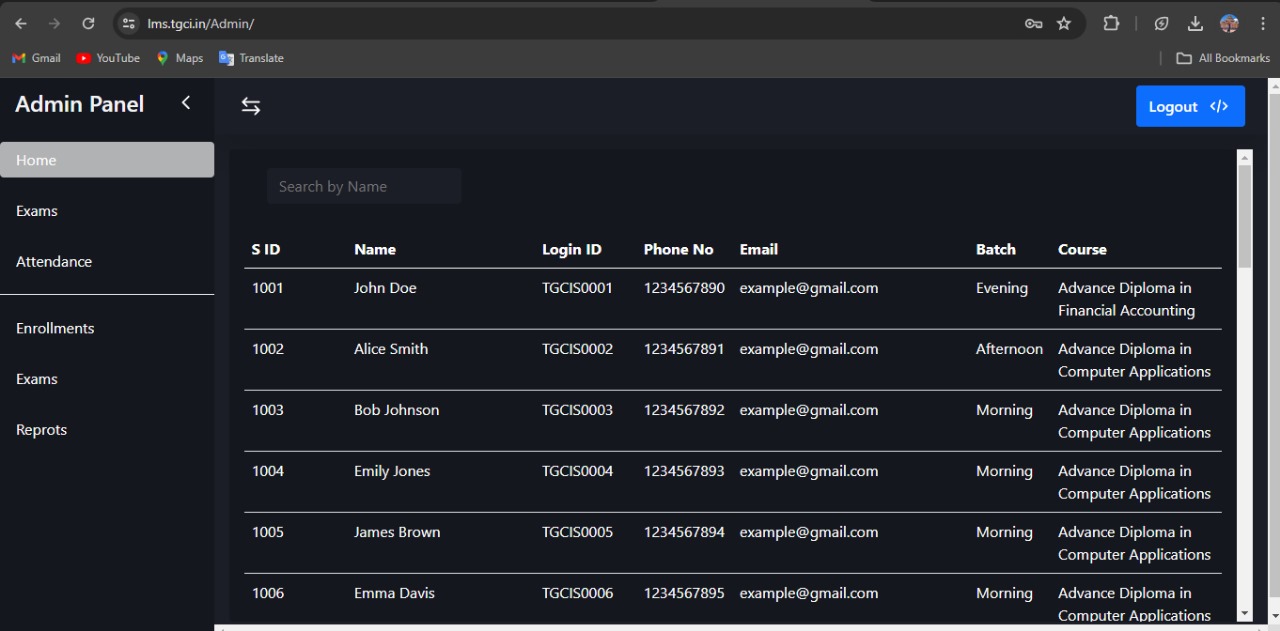 lms.tgci.in/Admin/
Gmail YouTube Maps Translate All Bookmarks
Admin Panel
Logout </>
Home
Exams
Attendance
Enrollments
Exams
Reprots
Search by Name
S ID Name Login ID Phone No Email Batch Course
1001 John Doe TGCIS0001 1234567890 example@gmail.com Evening Advance Diploma in
Financial Accounting
1002 Alice Smith TGCIS0002 1234567891 example@gmail.com Afternoon Advance Diploma in
Computer Applications
1003 Bob Johnson TGCIS0003 1234567892 example@gmail.com Morning Advance Diploma in
Computer Applications
1004 Emily Jones TGCIS0004 1234567893 example@gmail.com Morning Advance Diploma in
Computer Applications
1005 James Brown TGCIS0005 1234567894 example@gmail.com Morning Advance Diploma in
Computer Applications
1006 Emma Davis TGCIS0006 1234567895 example@gmail.com Morning Advance Diploma in
Computer Applications